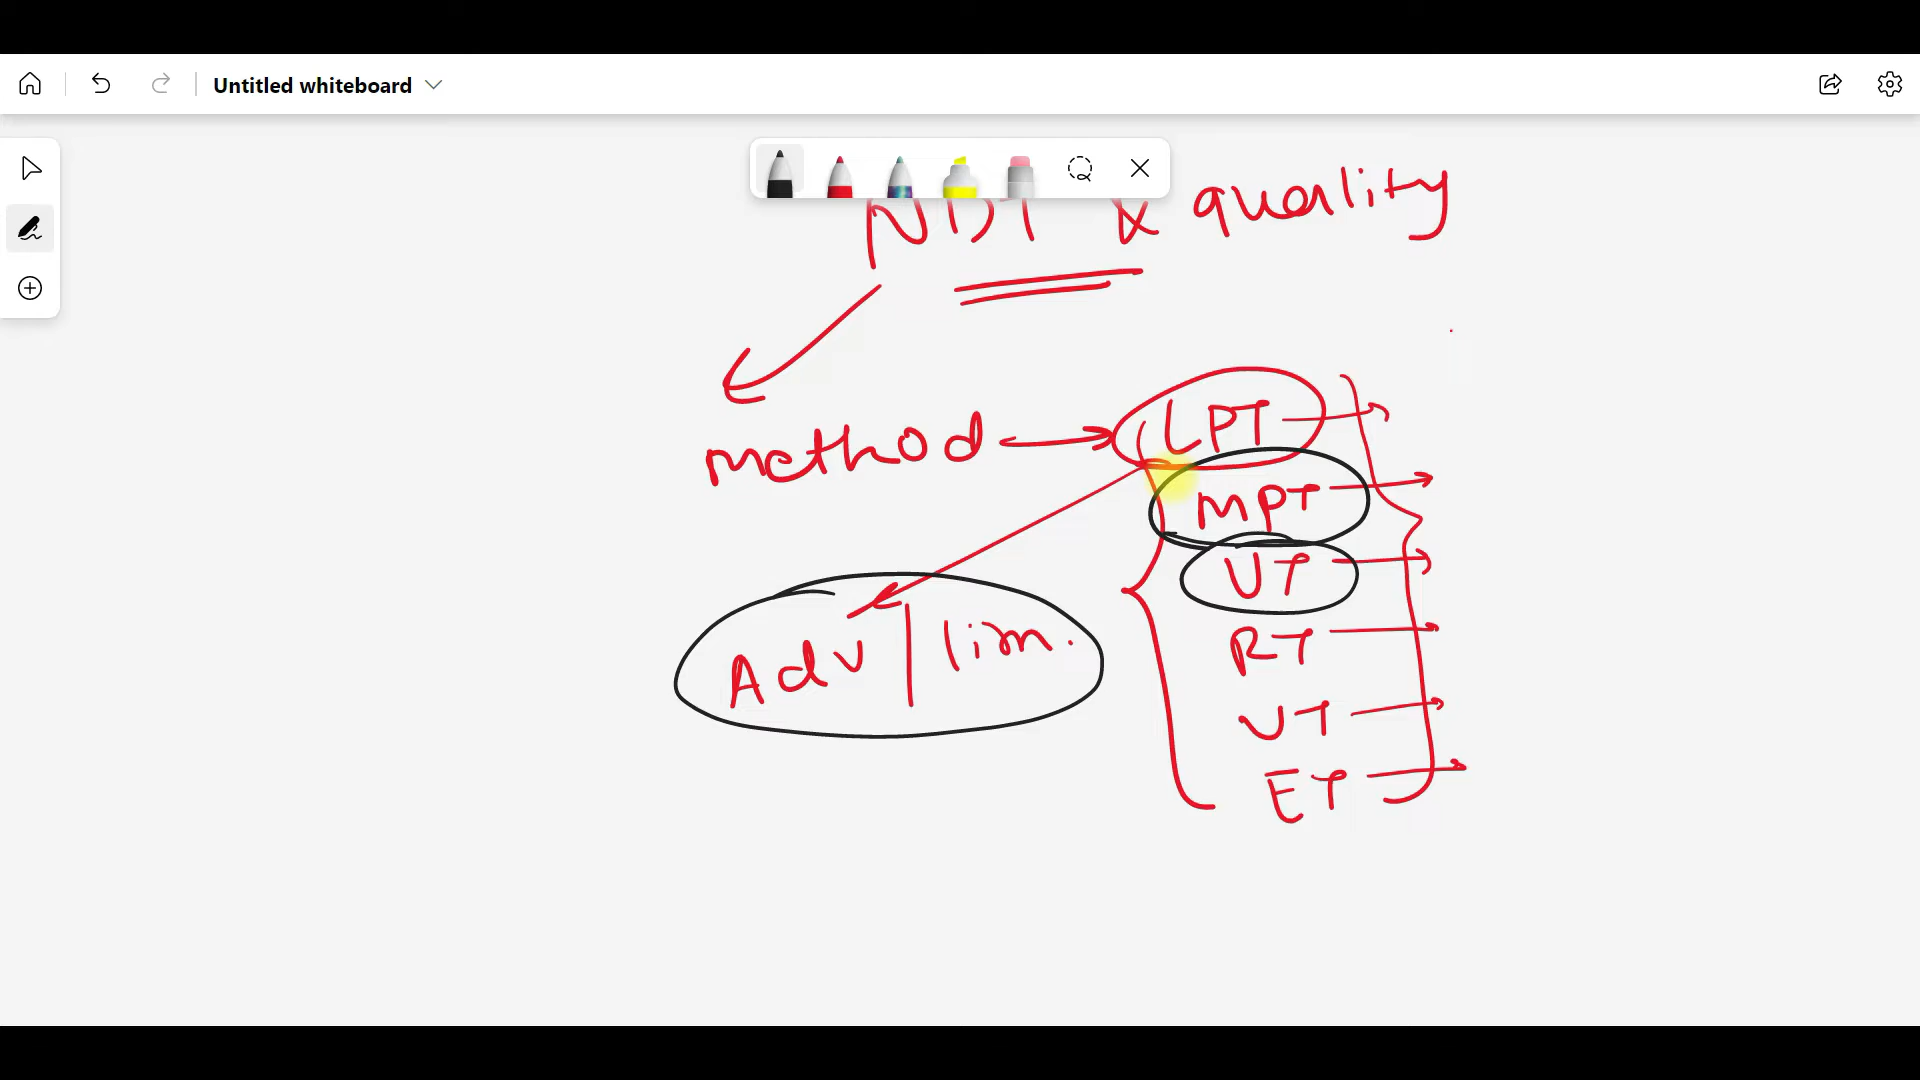 Untitled whiteboard
NDT & quality
method
LPT
MPT
UT
RT
VT
ET
Adv | lim.